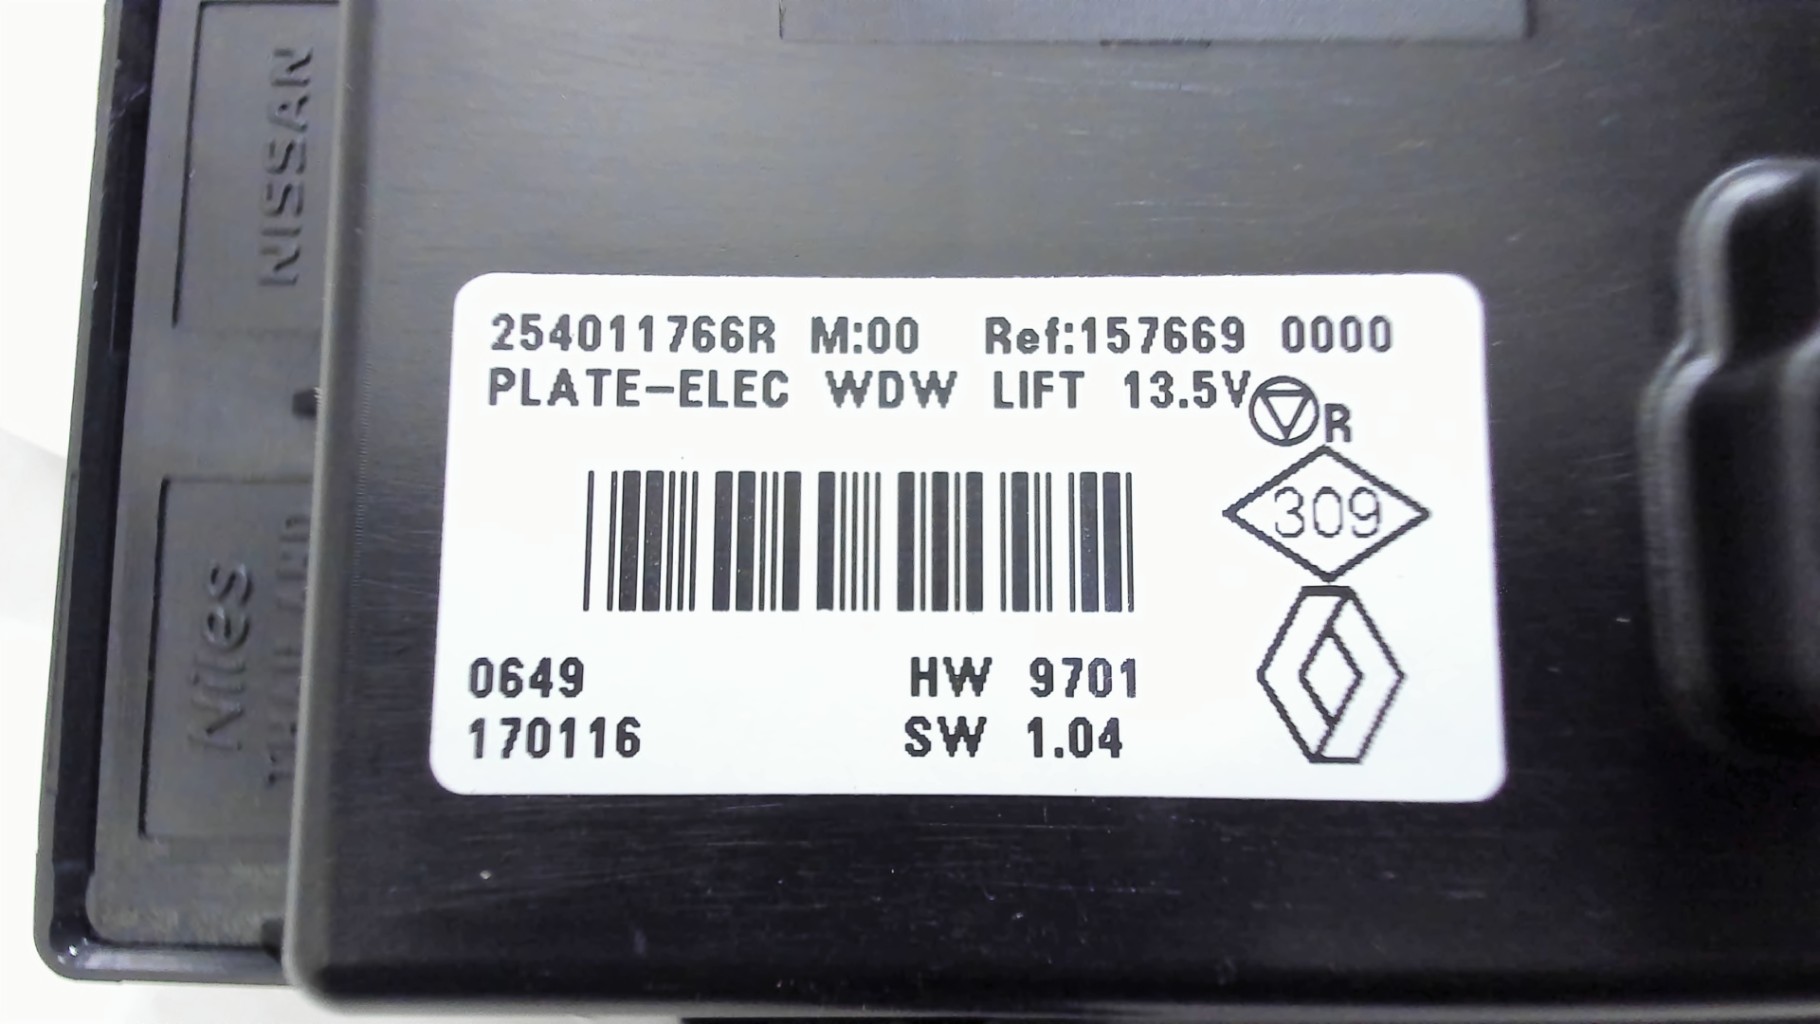 NISSAN
Niles
254011766R M:00 Ref:157669 0000
PLATE-ELEC WDW LIFT 13.5V
R
309
0649 HW 9701
170116 SW 1.04